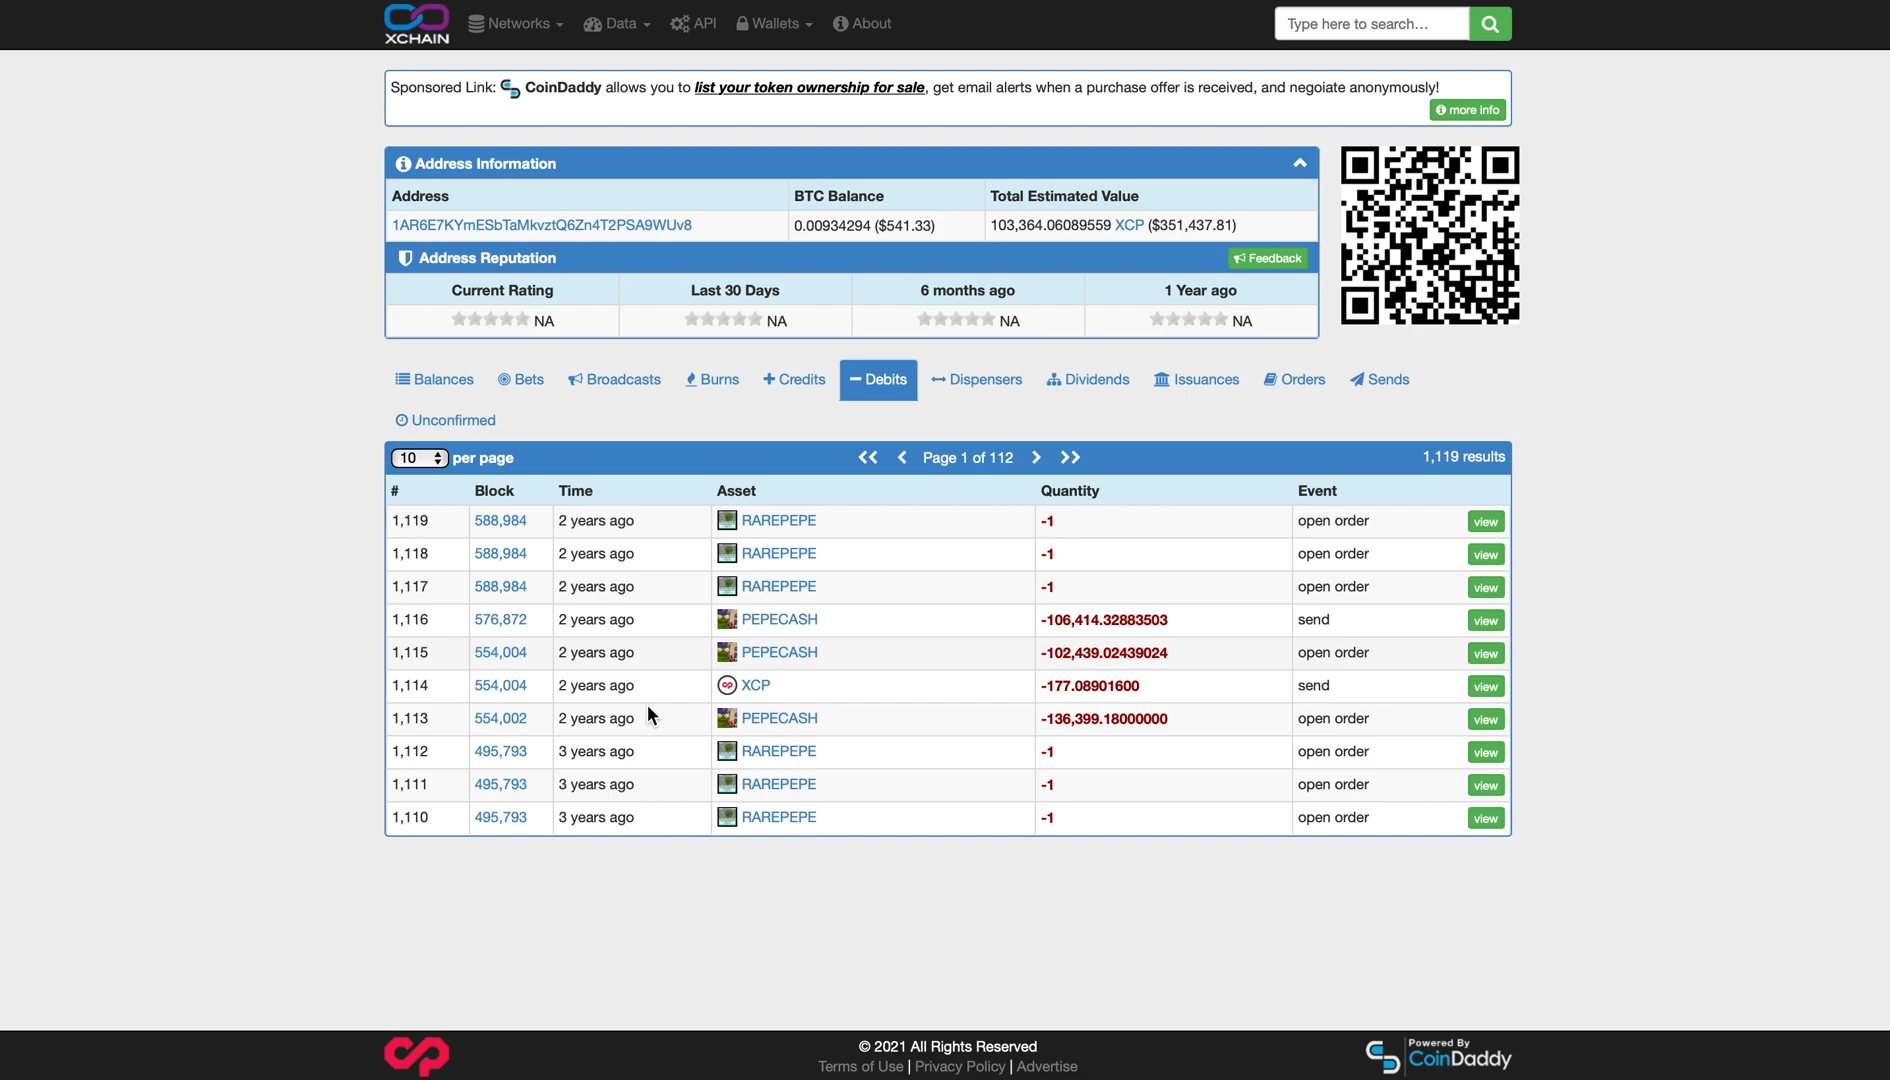 XCHAIN Networks Data API Wallets About Type here to search...
Sponsored Link: CoinDaddy allows you to list your token ownership for sale, get email alerts when a purchase offer is received, and negoiate anonymously!
more info
Address Information
Address BTC Balance Total Estimated Value
1AR6E7KYmESbTaMkvztQ6Zn4T2PSA9WUv8 0.00934294 ($541.33) 103,364.06089559 XCP ($351,437.81)
Address Reputation Feedback
Current Rating Last 30 Days 6 months ago 1 Year ago
NA NA NA NA
Balances Bets Broadcasts Burns Credits Debits Dispensers Dividends Issuances Orders Sends
Unconfirmed
10 per page Page 1 of 112 1,119 results
# Block Time Asset Quantity Event
1,119 588,984 2 years ago RAREPEPE -1 open order view
1,118 588,984 2 years ago RAREPEPE -1 open order view
1,117 588,984 2 years ago RAREPEPE -1 open order view
1,116 576,872 2 years ago PEPECASH -106,414.32883503 send view
1,115 554,004 2 years ago PEPECASH -102,439.02439024 open order view
1,114 554,004 2 years ago XCP -177.08901600 send view
1,113 554,002 2 years ago PEPECASH -136,399.18000000 open order view
1,112 495,793 3 years ago RAREPEPE -1 open order view
1,111 495,793 3 years ago RAREPEPE -1 open order view
1,110 495,793 3 years ago RAREPEPE -1 open order view
© 2021 All Rights Reserved
Terms of Use | Privacy Policy | Advertise
Powered By
CoinDaddy